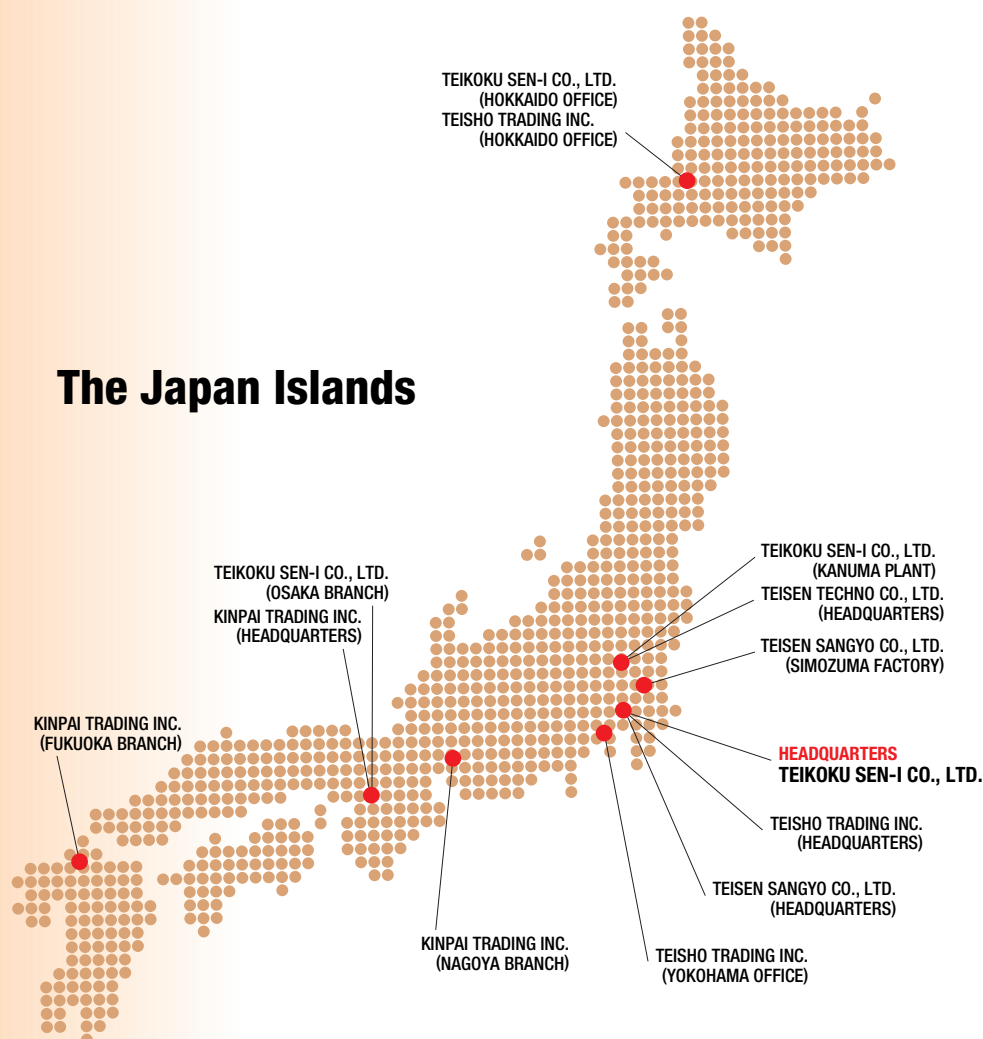 TEIKOKU SEN-I CO., LTD.
(HOKKAIDO OFFICE)
TEISHO TRADING INC.
(HOKKAIDO OFFICE)
The Japan Islands
TEIKOKU SEN-I CO., LTD.
(OSAKA BRANCH)
KINPAI TRADING INC.
(HEADQUARTERS)
KINPAI TRADING INC.
(FUKUOKA BRANCH)
TEIKOKU SEN-I CO., LTD.
(KANUMA PLANT)
TEISEN TECHNO CO., LTD.
(HEADQUARTERS)
TEISEN SANGYO CO., LTD.
(SIMOZUMA FACTORY)
HEADQUARTERS
TEIKOKU SEN-I CO., LTD.
TEISHO TRADING INC.
(HEADQUARTERS)
TEISEN SANGYO CO., LTD.
(HEADQUARTERS)
KINPAI TRADING INC.
(NAGOYA BRANCH)
TEISHO TRADING INC.
(YOKOHAMA OFFICE)